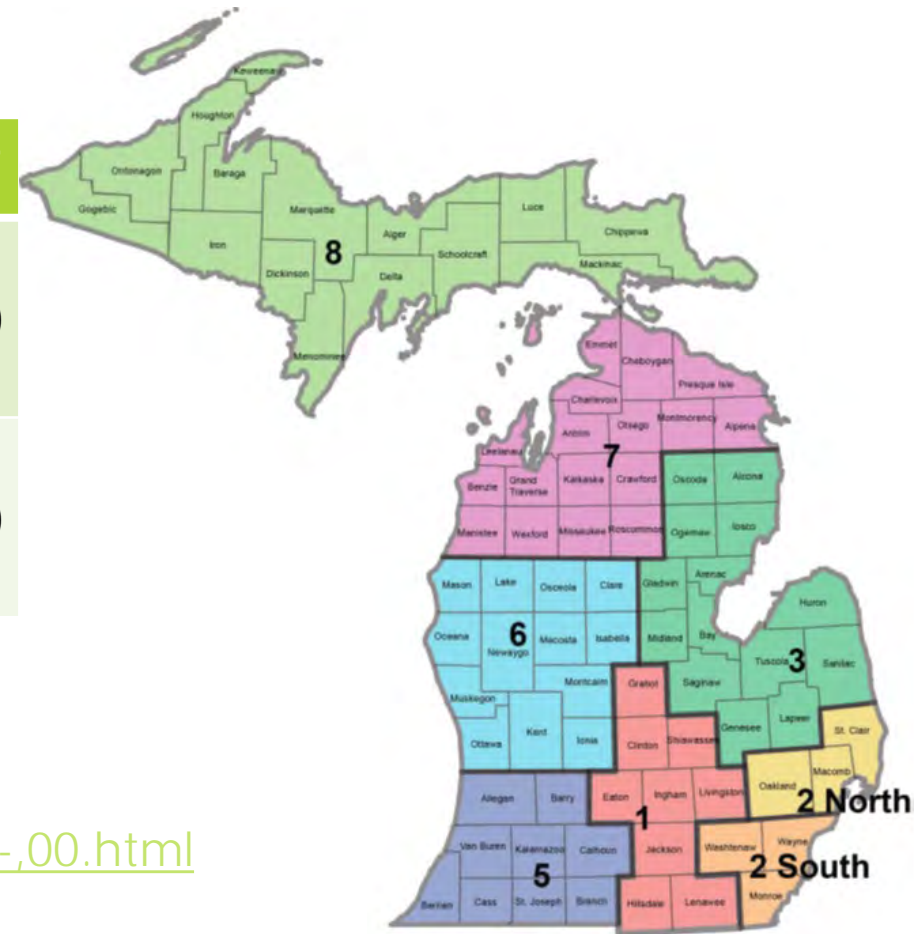 Keweenaw
Houghton
Ontonagon
Baraga
Gogebic
Marquette
Luce
Alger
Chippewa
Iron
8
Schoolcraft
Mackinac
Dickinson
Delta
Menominee
Emmet
Cheboygan
Presque Isle
Charlevoix
Otsego
Montmorency
Alpena
Antrim
Leelanau
7
Benzie
Grand
Traverse
Kalkaska
Crawford
Oscoda
Alcona
Manistee
Wexford
Missaukee
Roscommon
Ogemaw
Iosco
Arenac
Mason
Lake
Osceola
Clare
Gladwin
Huron
Oceana
6
Newaygo
Mecosta
Isabella
Midland
Bay
Tuscola
3
Sanilac
Montcalm
Gratiot
Saginaw
Muskegon
Genesee
Lapeer
Ottawa
Kent
Ionia
Clinton
Shiawassee
St. Clair
Macomb
Oakland
2 North
Allegan
Barry
Eaton
Ingham
Livingston
1
-,00.html
Van Buren
Kalamazoo
Calhoun
Jackson
Washtenaw
Wayne
2 South
5
Berrien
Cass
St. Joseph
Branch
Hillsdale
Lenawee
Monroe
)
)